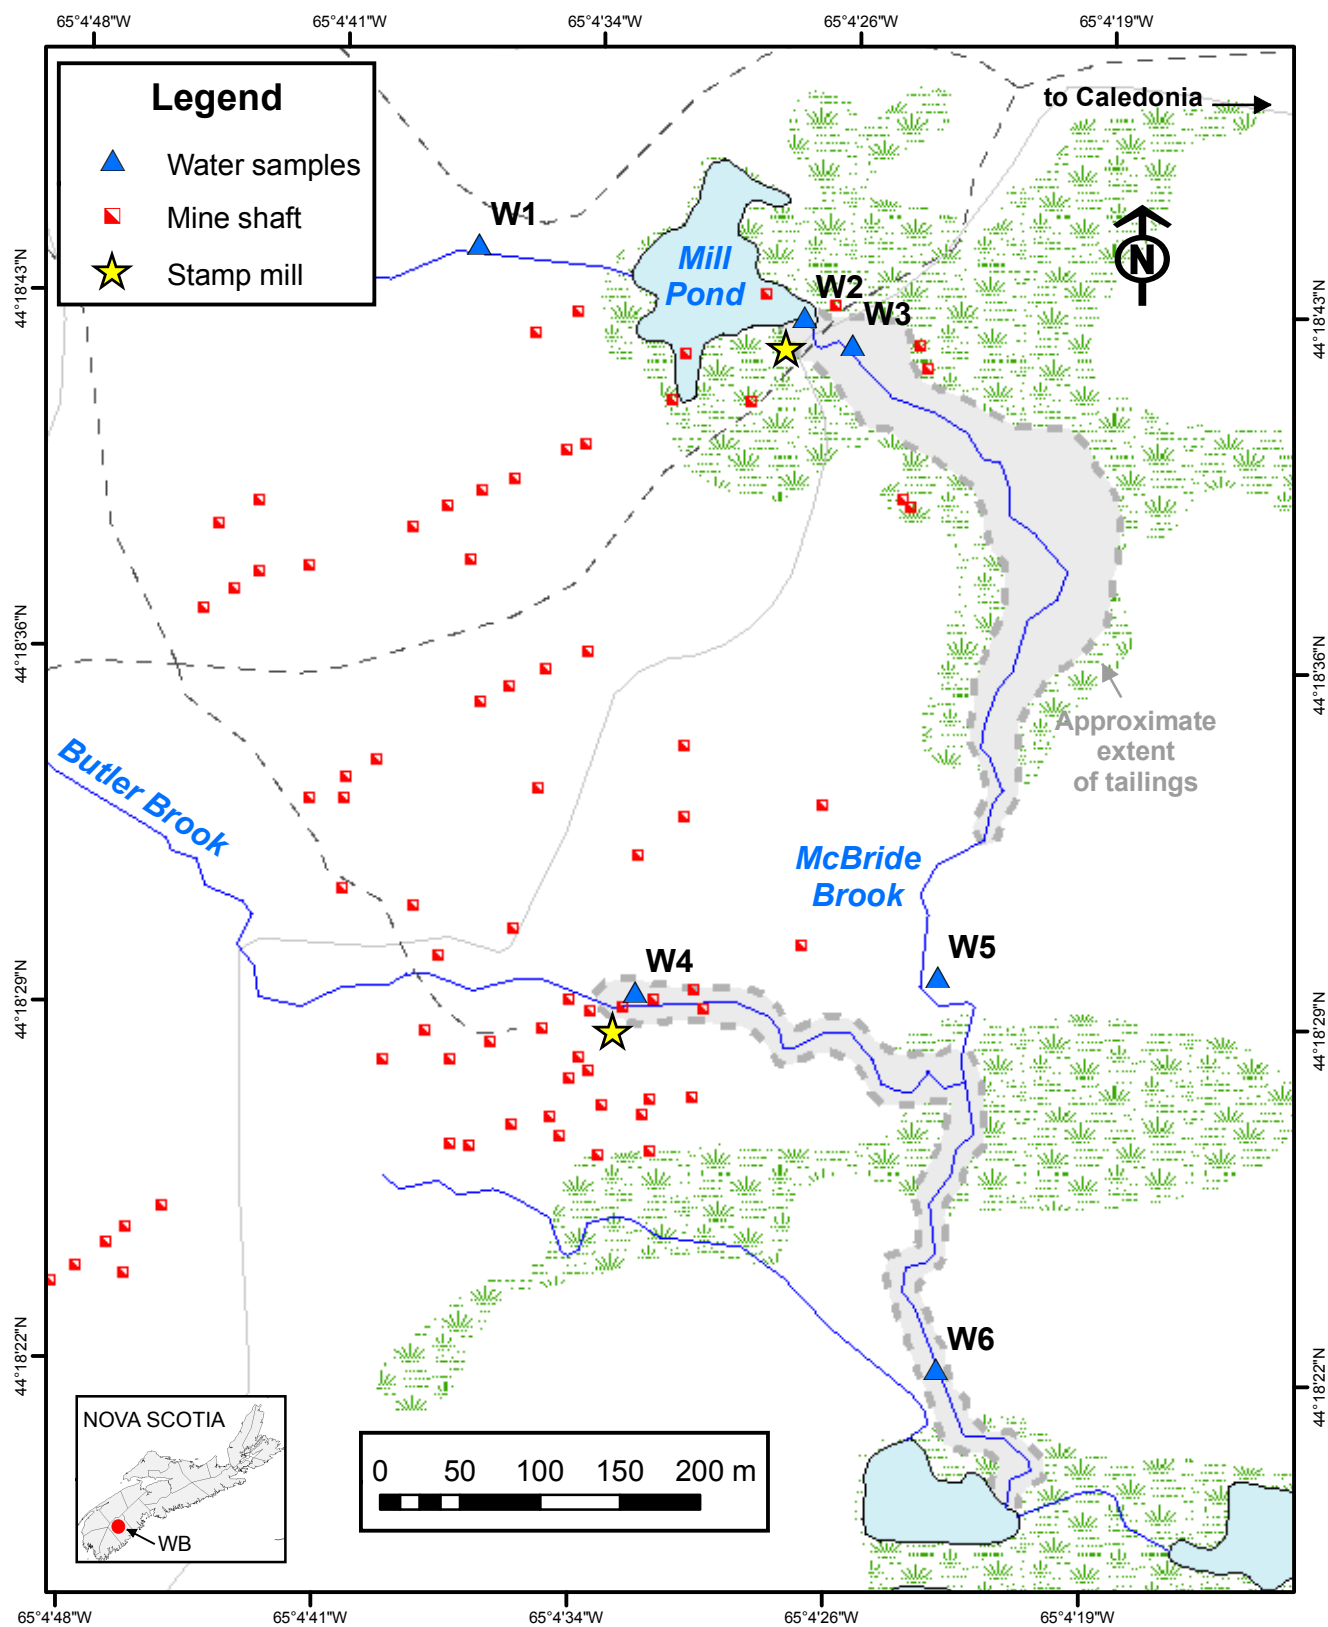 65°4'48"W
65°4'41"W
65°4'34"W
65°4'26"W
65°4'19"W
Legend
Water samples
Mine shaft
Stamp mill
to Caledonia
N
W1
Mill
Pond
W2
W3
44°18'43"N
44°18'43"N
44°18'36"N
44°18'36"N
Approximate
extent
of tailings
Butler Brook
McBride
Brook
W4
W5
44°18'29"N
44°18'29"N
W6
44°18'22"N
44°18'22"N
NOVA SCOTIA
WB
0 50 100 150 200 m
65°4'48"W
65°4'41"W
65°4'34"W
65°4'26"W
65°4'19"W